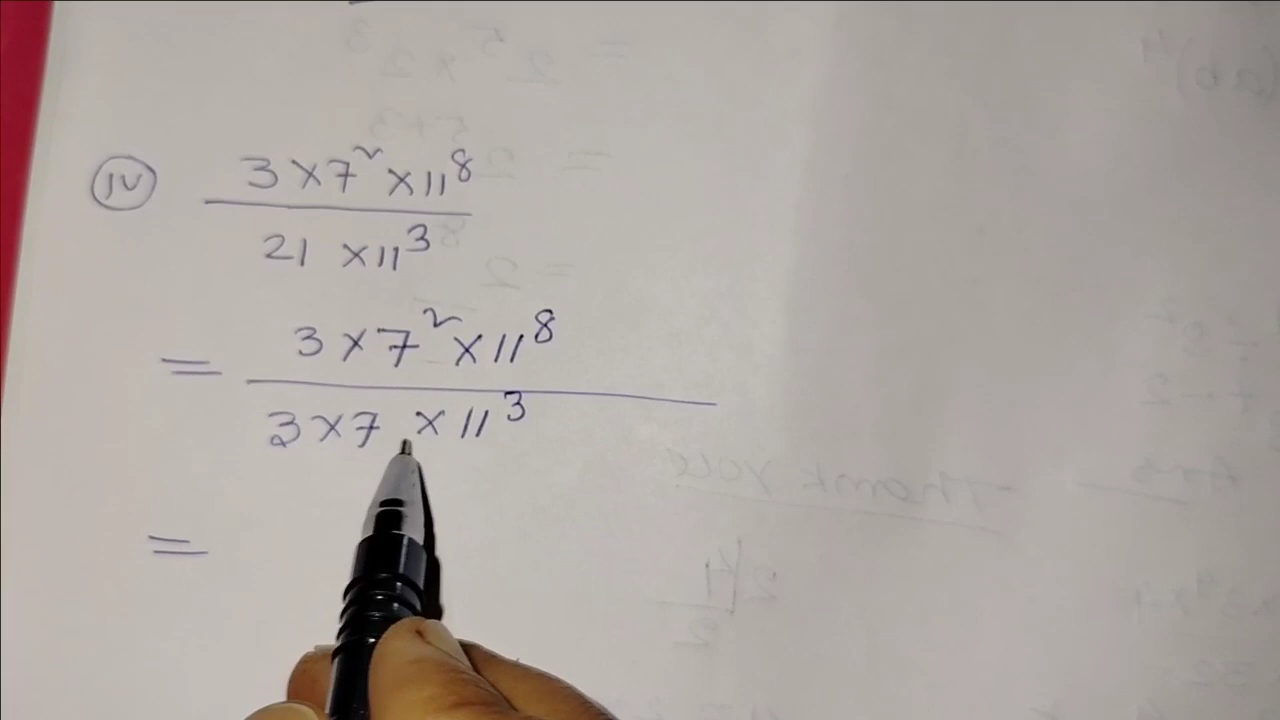 (iv) 3 × 7² × 11⁸
21 × 11³
= 3 × 7² × 11⁸
3 × 7 × 11³
=